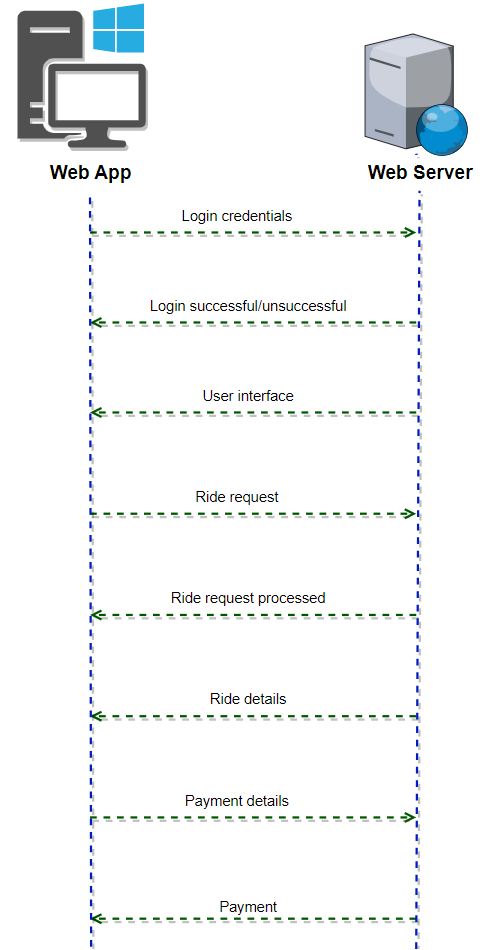 Web App
Web Server
Login credentials
Login successful/unsuccessful
User interface
Ride request
Ride request processed
Ride details
Payment details
Payment